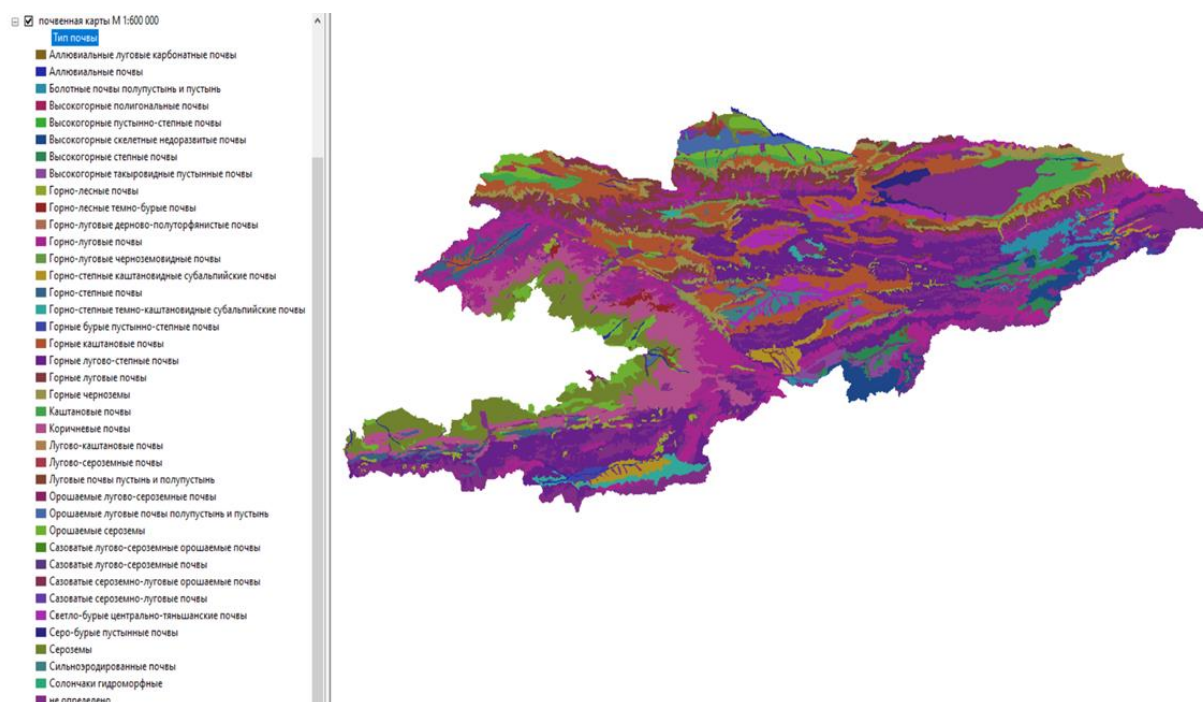 почвенная карты М 1:600 000
Тип почвы
Аллювиальные луговые карбонатные почвы
Аллювиальные почвы
Болотные почвы полупустынь и пустынь
Высокогорные полигональные почвы
Высокогорные пустынно-степные почвы
Высокогорные скелетные недоразвитые почвы
Высокогорные степные почвы
Высокогорные такыровидные пустынные почвы
Горно-лесные почвы
Горно-лесные темно-бурые почвы
Горно-луговые дерново-полуторфянистые почвы
Горно-луговые почвы
Горно-луговые черноземовидные почвы
Горно-степные каштановидные субальпийские почвы
Горно-степные почвы
Горно-степные темно-каштановидные субальпийские почвы
Горные бурые пустынно-степные почвы
Горные каштановые почвы
Горные лугово-степные почвы
Горные луговые почвы
Горные черноземы
Каштановые почвы
Коричневые почвы
Лугово-каштановые почвы
Лугово-сероземные почвы
Луговые почвы пустынь и полупустынь
Орошаемые лугово-сероземные почвы
Орошаемые луговые почвы полупустынь и пустынь
Орошаемые сероземы
Сазоватые лугово-сероземные орошаемые почвы
Сазоватые лугово-сероземные почвы
Сазоватые сероземно-луговые орошаемые почвы
Сазоватые сероземно-луговые почвы
Светло-бурые центрально-тяньшанские почвы
Серо-бурые пустынные почвы
Сероземы
Сильноэродированные почвы
Солончаки гидроморфные
не определено